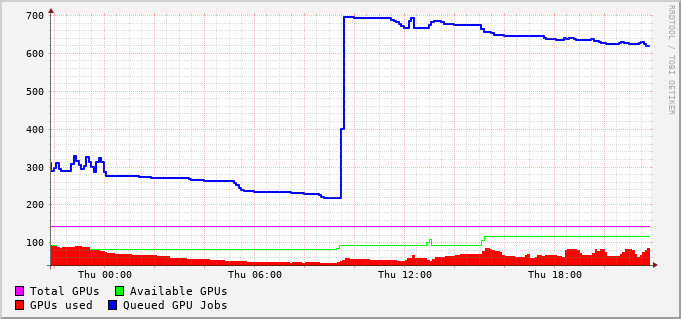 700
600
500
400
300
200
100
Thu 00:00 Thu 06:00 Thu 12:00 Thu 18:00
Total GPUs Available GPUs
GPUs used Queued GPU Jobs
RRDTOOL / TOBI OETIKER